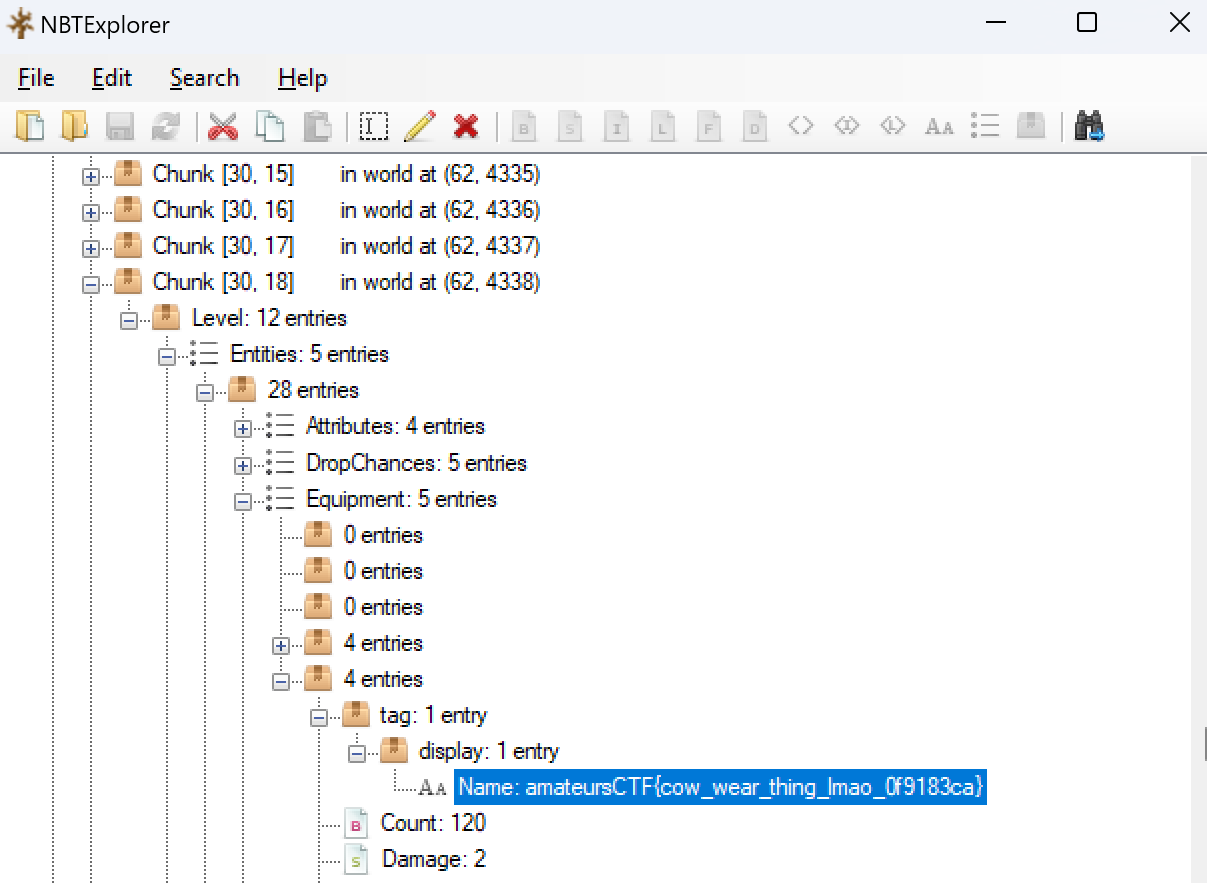 NBTExplorer
File Edit Search Help
Chunk [30, 15] in world at (62, 4335)
Chunk [30, 16] in world at (62, 4336)
Chunk [30, 17] in world at (62, 4337)
Chunk [30, 18] in world at (62, 4338)
Level: 12 entries
Entities: 5 entries
28 entries
Attributes: 4 entries
DropChances: 5 entries
Equipment: 5 entries
0 entries
0 entries
0 entries
4 entries
4 entries
tag: 1 entry
display: 1 entry
Name: amateursCTF{cow_wear_thing_lmao_0f9183ca}
Count: 120
Damage: 2